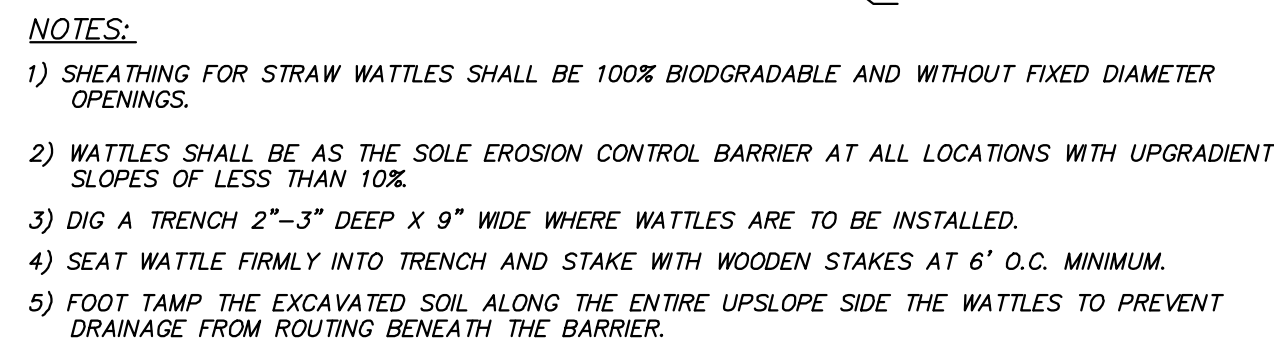 NOTES:
1) SHEATHING FOR STRAW WATTLES SHALL BE 100% BIODGRADABLE AND WITHOUT FIXED DIAMETER
OPENINGS.
2) WATTLES SHALL BE AS THE SOLE EROSION CONTROL BARRIER AT ALL LOCATIONS WITH UPGRADIENT
SLOPES OF LESS THAN 10%.
3) DIG A TRENCH 2"-3" DEEP X 9" WIDE WHERE WATTLES ARE TO BE INSTALLED.
4) SEAT WATTLE FIRMLY INTO TRENCH AND STAKE WITH WOODEN STAKES AT 6' O.C. MINIMUM.
5) FOOT TAMP THE EXCAVATED SOIL ALONG THE ENTIRE UPSLOPE SIDE THE WATTLES TO PREVENT
DRAINAGE FROM ROUTING BENEATH THE BARRIER.